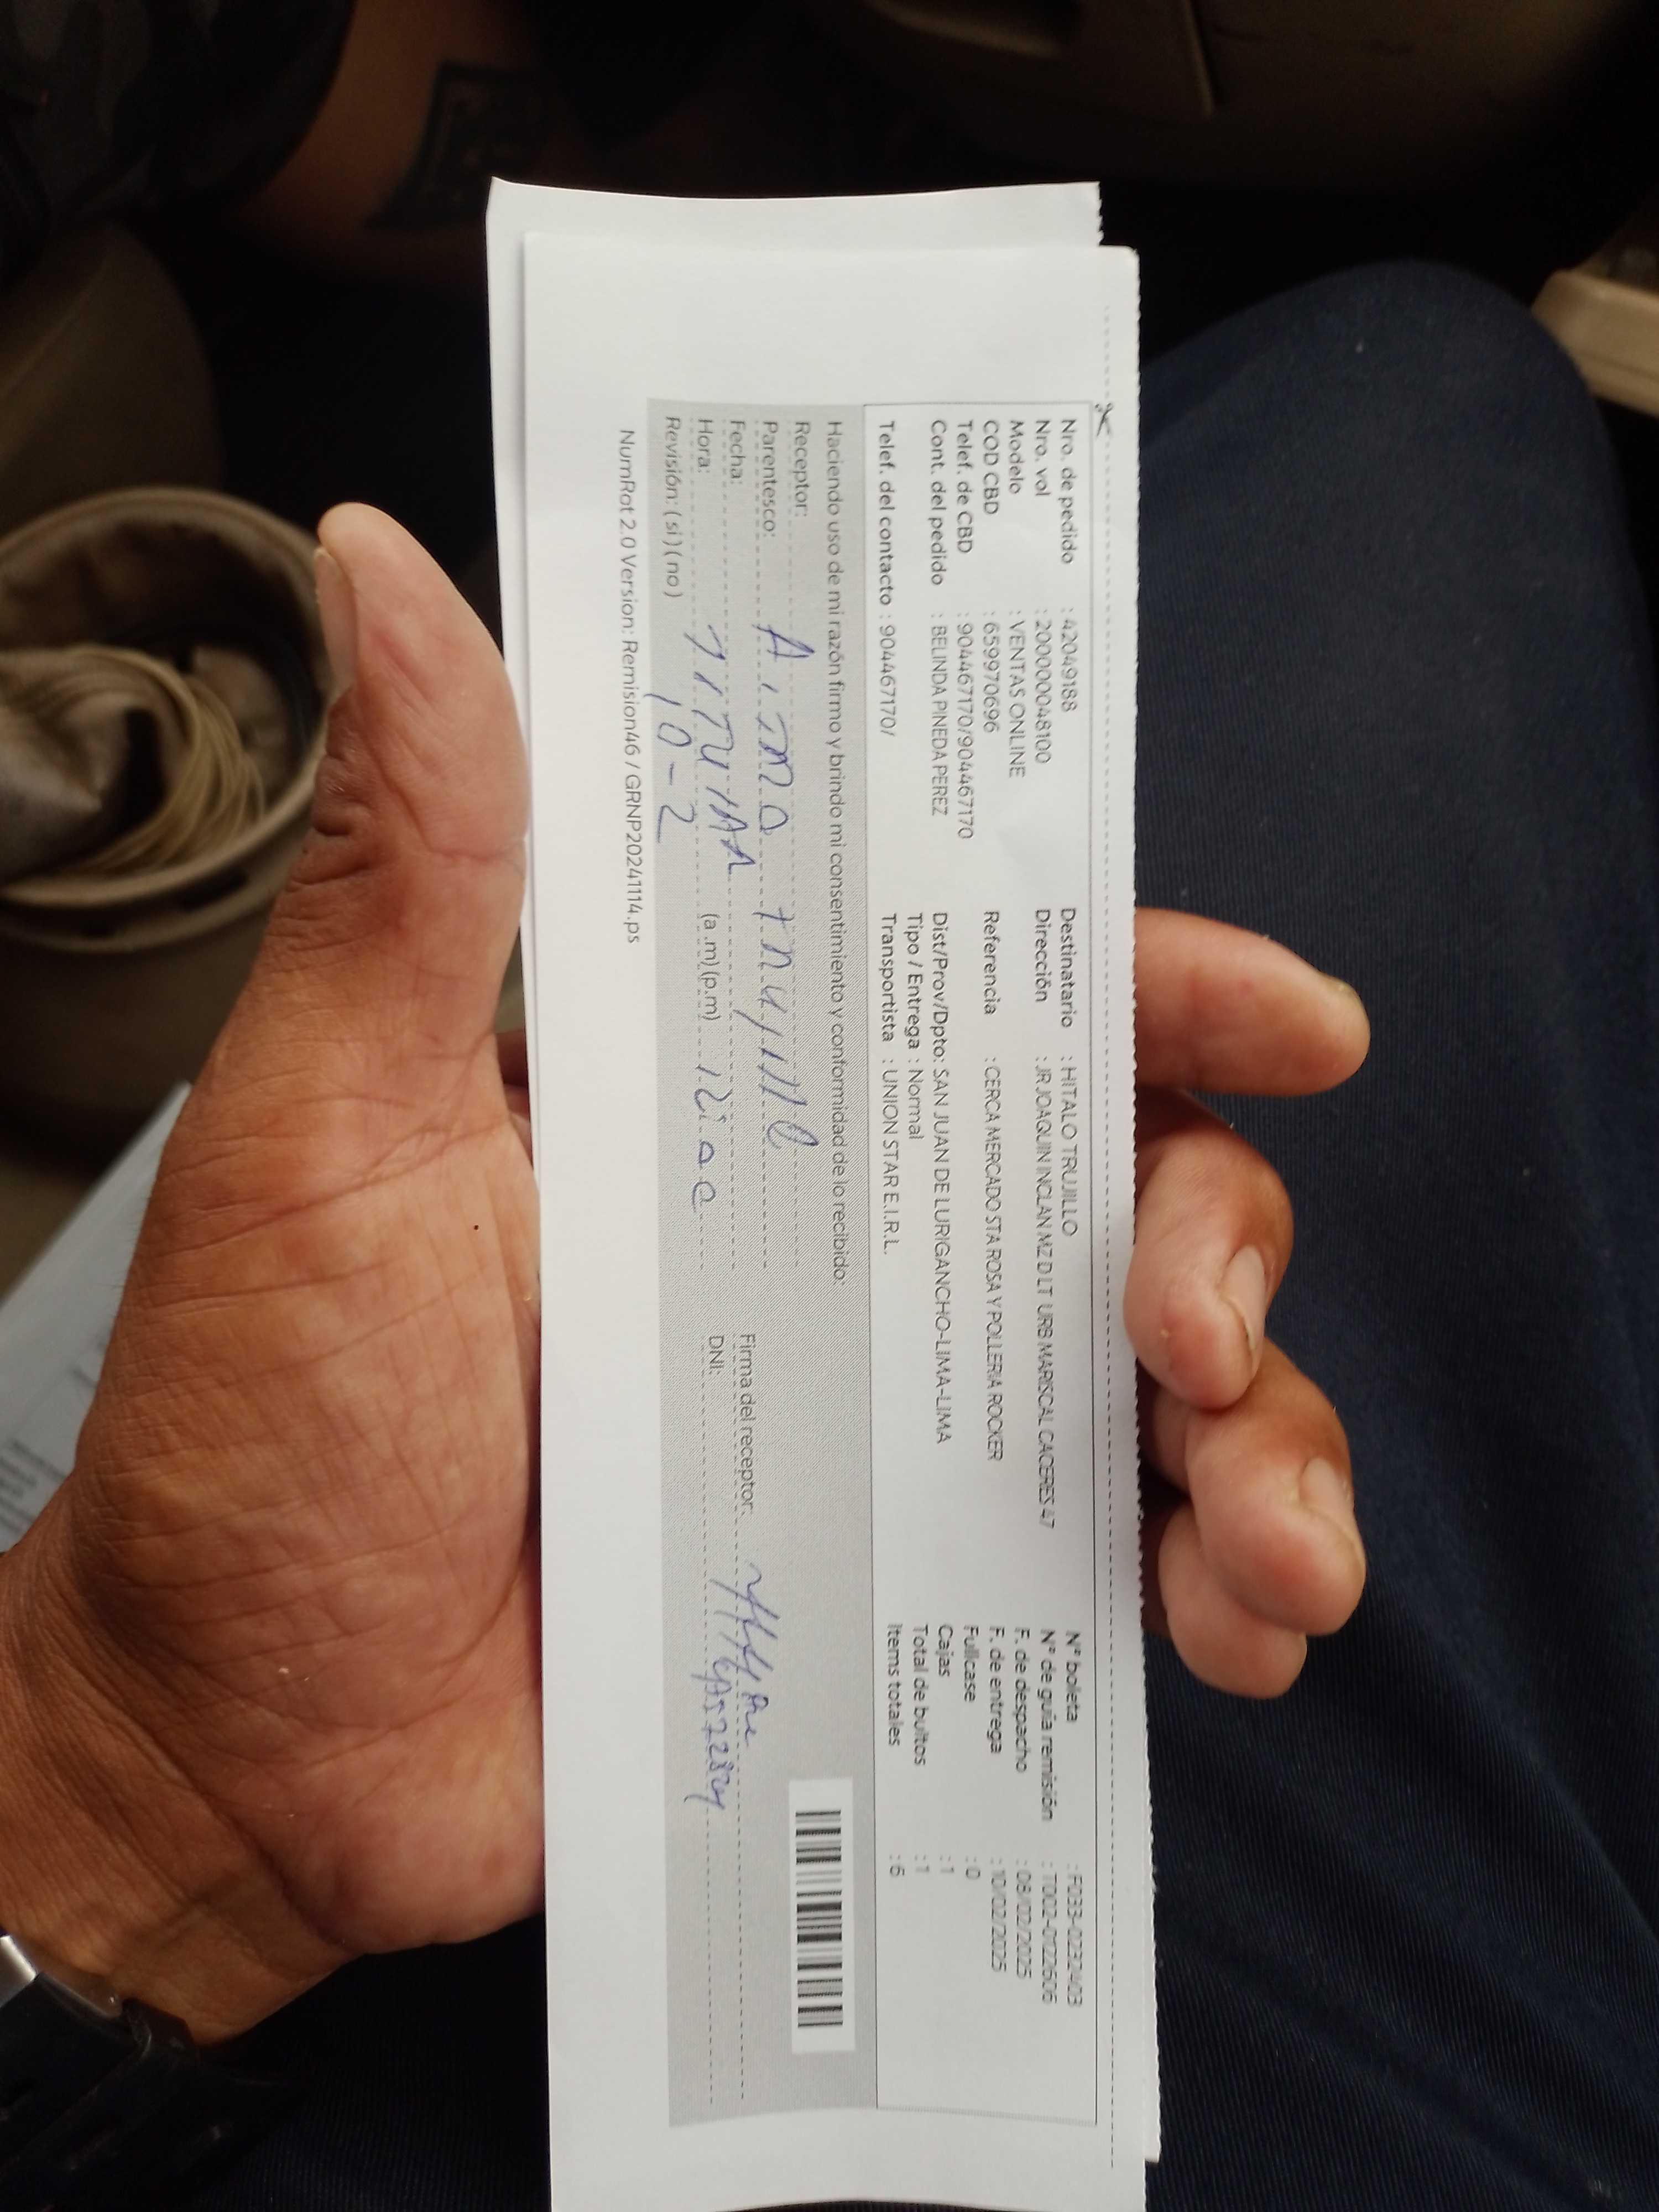 Nro. de pedido : 42049188
Nro. vol : 20000048100
Modelo : VENTAS ONLINE
COD CBD : 659970696
Telef. de CBD : 904467170/904467170
Cont. del pedido : BELINDA PINEDA PEREZ
Telef. del contacto : 904467170/
Destinatario : HITALO TRUJILLO
Dirección : JR JOAQUIN INCLAN MZ D LT URB MARISCAL CACERES 47
Referencia : CERCA MERCADO STA ROSA Y POLLERIA ROCKER
Dist/Prov/Dpto: SAN JUAN DE LURIGANCHO-LIMA-LIMA
Tipo / Entrega : Normal
Transportista : UNION STAR E.I.R.L.
N° boleta : F033-0232403
N° de guía remisión : T002-0122606
F. de despacho : 08/02/2025
F. de entrega : 10/02/2025
Fullcase : 0
Cajas : 1
Total de bultos : 1
Items totales : 6
Haciendo uso de mi razón firmo y brindo mi consentimiento y conformidad de lo recibido:
Receptor:
Parentesco:
Fecha:
Hora: (a .m) (p.m)
Revisión: ( si ) ( no ) 10-2
Firma del receptor:
DNI:
NumRat 2.0 Version: Remision46 / GRNP20241114.ps